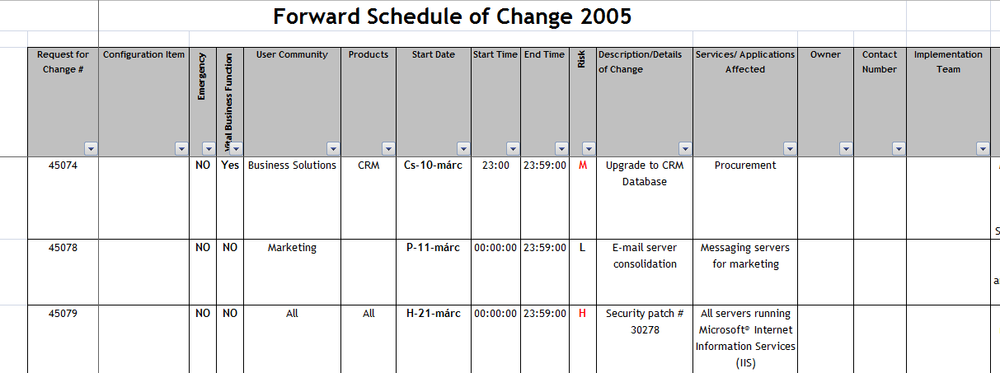 Forward Schedule of Change 2005
Request for Change #
Configuration Item
Emergency
Vital Business Function
User Community
Products
Start Date
Start Time
End Time
Risk
Description/Details of Change
Services/ Applications Affected
Owner
Contact Number
Implementation Team
45074 NO Yes Business Solutions CRM Cs-10-márc 23:00 23:59:00 M Upgrade to CRM Database Procurement
45078 NO NO Marketing P-11-márc 00:00:00 23:59:00 L E-mail server consolidation Messaging servers for marketing
45079 NO NO All All H-21-márc 00:00:00 23:59:00 H Security patch # 30278 All servers running Microsoft® Internet Information Services (IIS)